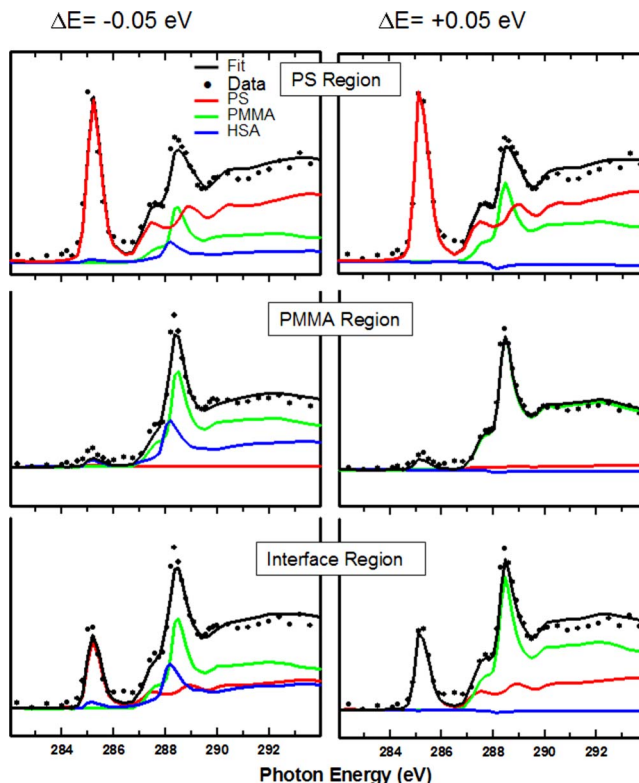 ΔE= -0.05 eV
ΔE= +0.05 eV
Fit
Data
PS
PMMA
HSA
PS Region
PMMA Region
Interface Region
284 286 288 290 292
284 286 288 290 292
Photon Energy (eV)